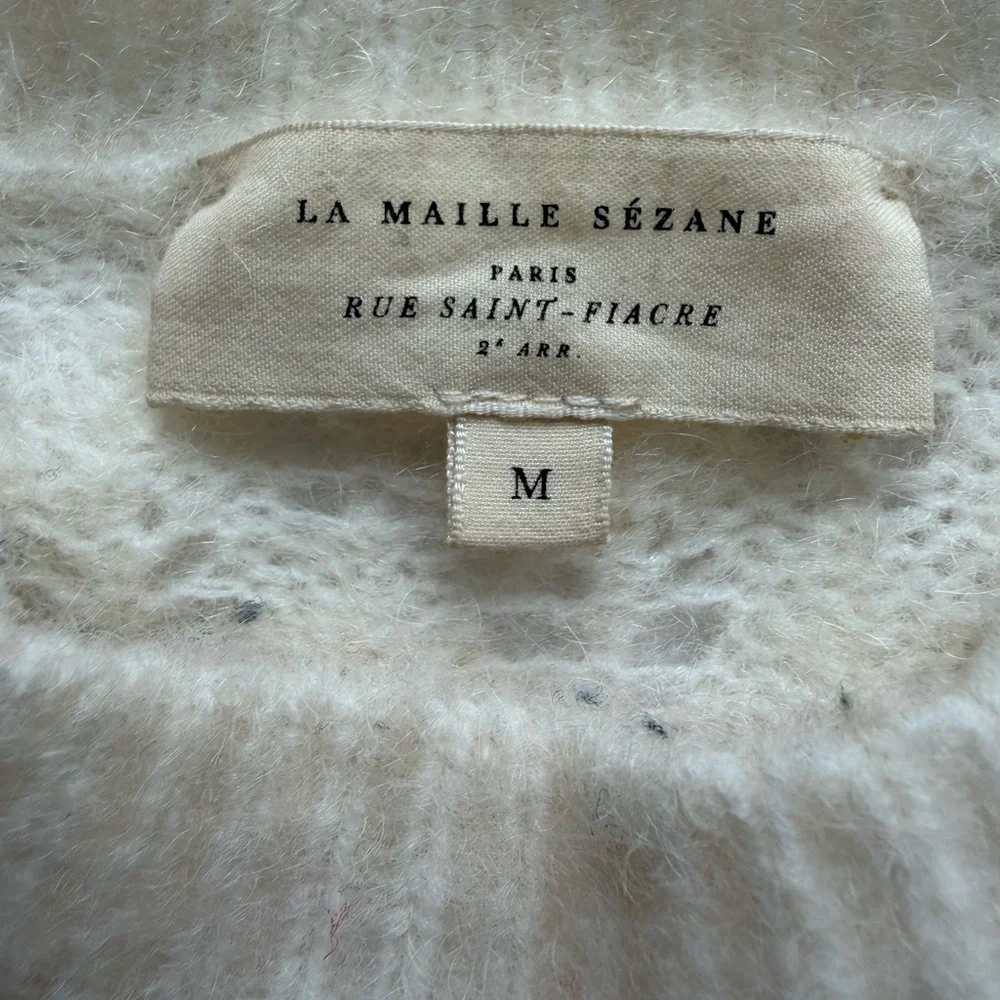 LA MAILLE SÉZANE
PARIS
RUE SAINT-FIACRE
2e ARR.
M